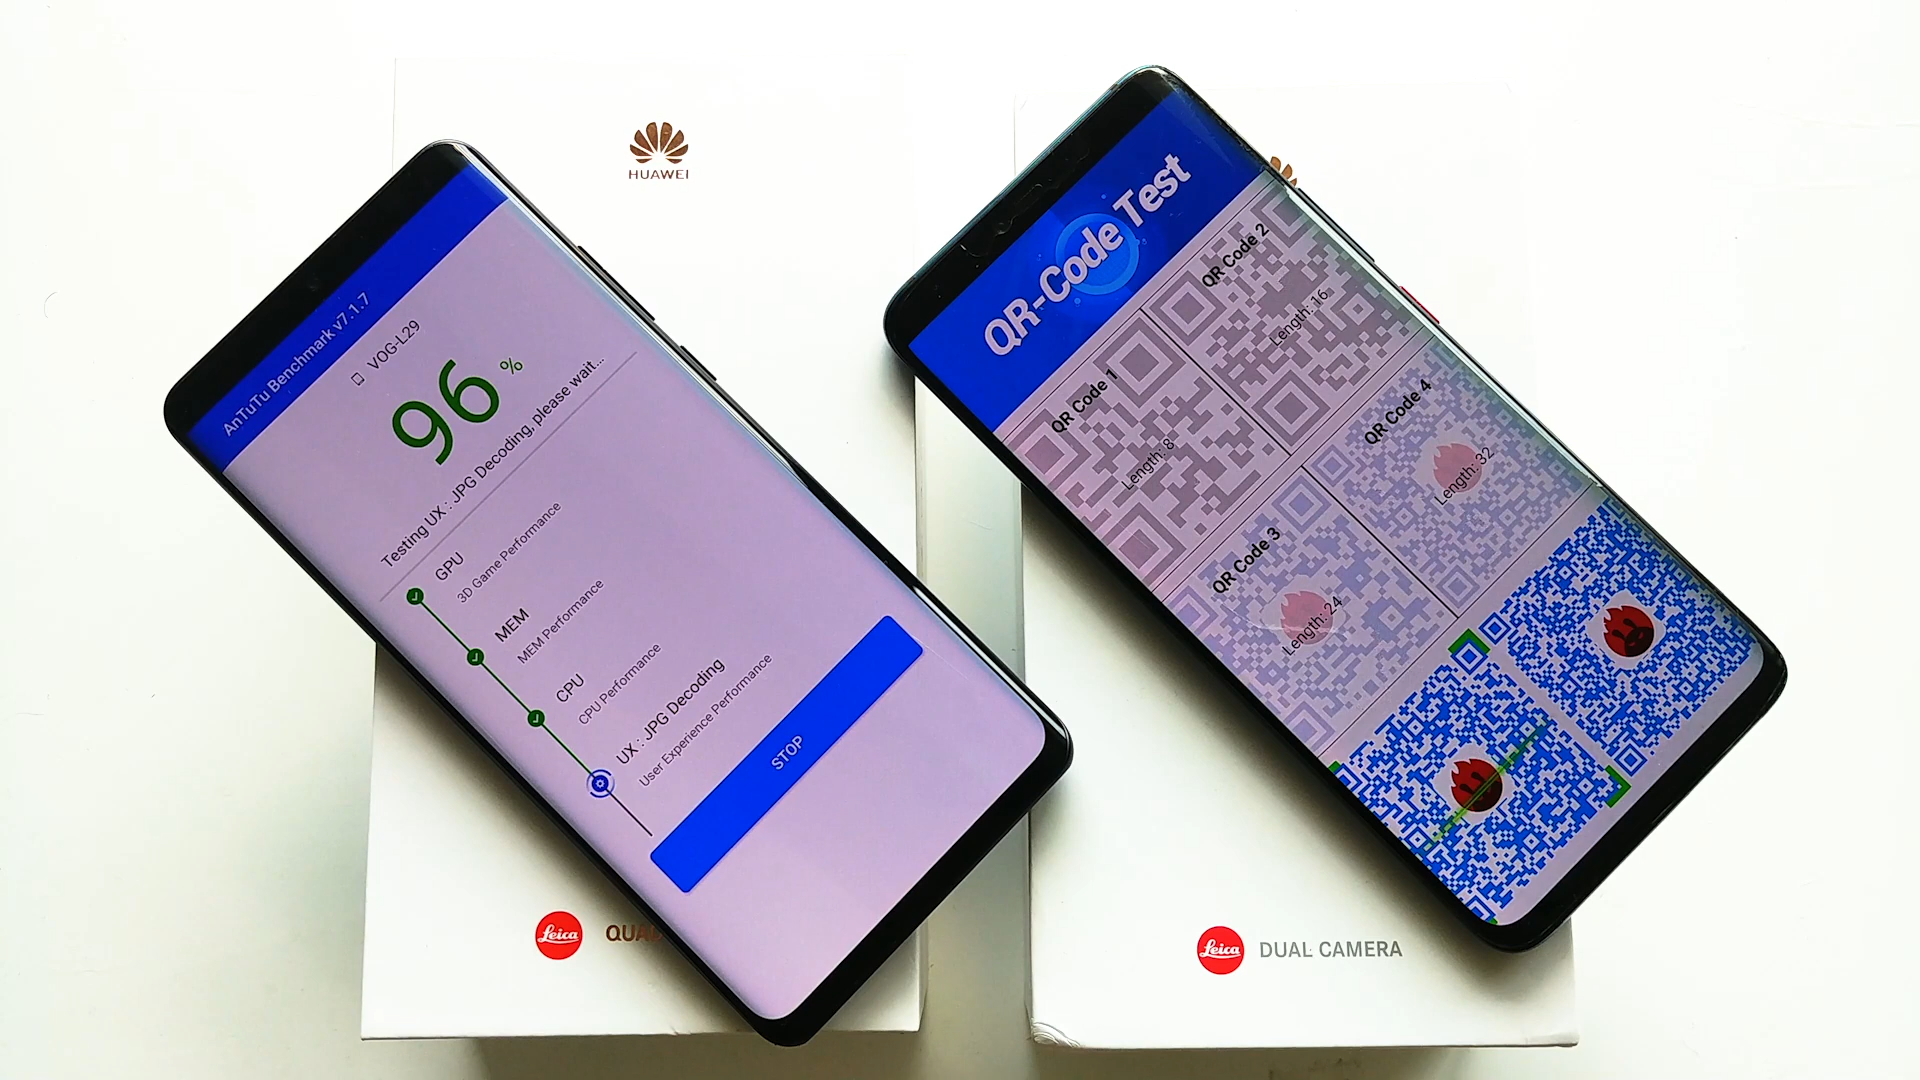 HUAWEI
AnTuTu Benchmark v7.1.7
VOG-L29
96%
Testing UX : JPG Decoding, please wait...
GPU
3D Game Performance
MEM
MEM Performance
CPU
CPU Performance
UX : JPG Decoding
User Experience Performance
STOP
Leica
QUA
QR-Code Test
QR Code 1
Length: 8
QR Code 2
Length: 16
QR Code 3
Length: 24
QR Code 4
Length: 32
Leica DUAL CAMERA